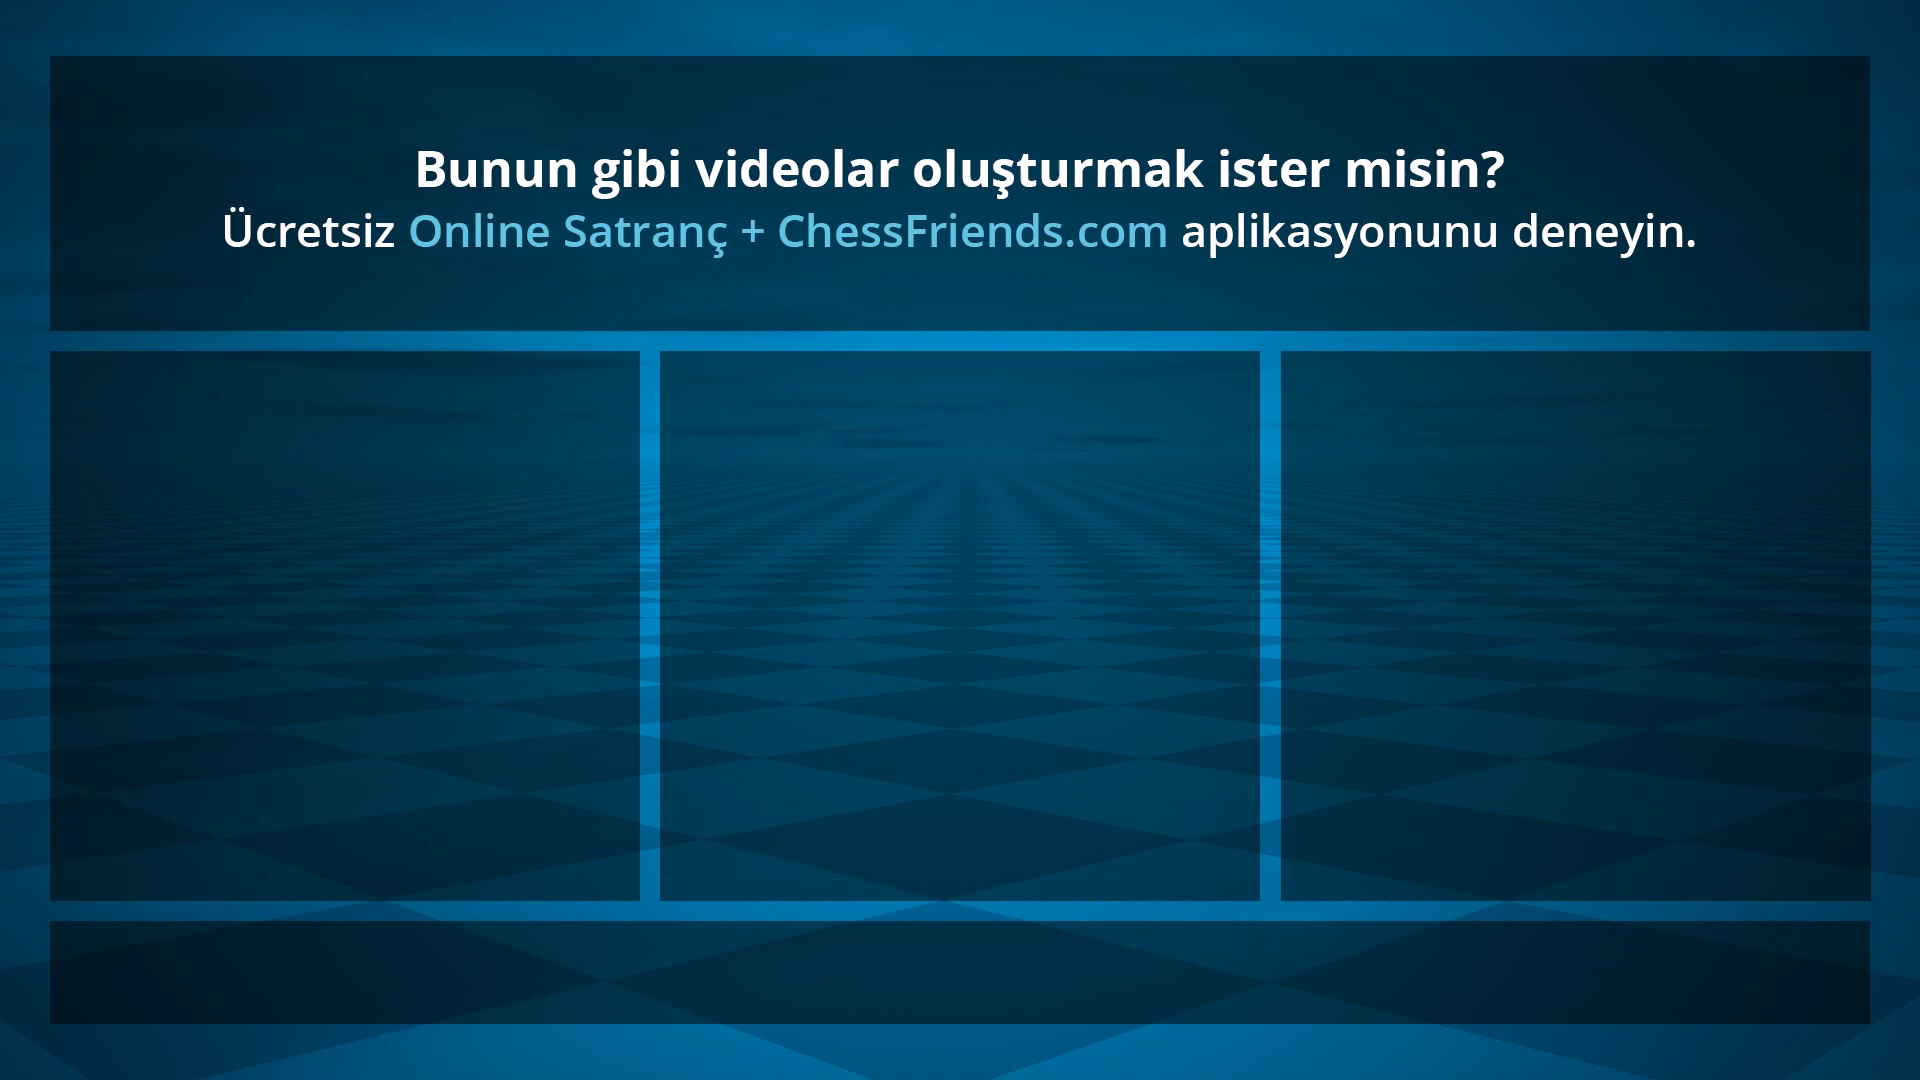 Bunun gibi videolar oluşturmak ister misin?
Ücretsiz Online Satranç + ChessFriends.com aplikasyonunu deneyin.